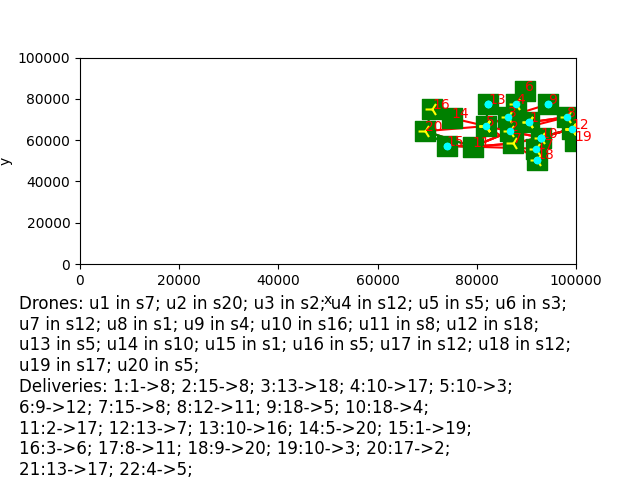 100000
80000
60000
40000
20000
0
y
0 20000 40000 60000 80000 100000
x
Drones: u1 in s7; u2 in s20; u3 in s2; u4 in s12; u5 in s5; u6 in s3;
u7 in s12; u8 in s1; u9 in s4; u10 in s16; u11 in s8; u12 in s18;
u13 in s5; u14 in s10; u15 in s1; u16 in s5; u17 in s12; u18 in s12;
u19 in s17; u20 in s5;
Deliveries: 1:1->8; 2:15->8; 3:13->18; 4:10->17; 5:10->3;
6:9->12; 7:15->8; 8:12->11; 9:18->5; 10:18->4;
11:2->17; 12:13->7; 13:10->16; 14:5->20; 15:1->19;
16:3->6; 17:8->11; 18:9->20; 19:10->3; 20:17->2;
21:13->17; 22:4->5;
14
12
19